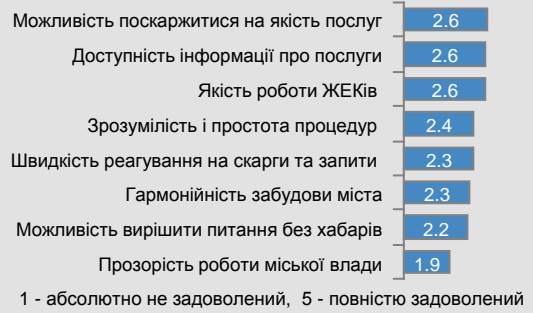 Можливість поскаржитися на якість послуг 2.6
Доступність інформації про послуги 2.6
Якість роботи ЖЕКів 2.6
Зрозумілість і простота процедур 2.4
Швидкість реагування на скарги та запити 2.3
Гармонійність забудови міста 2.3
Можливість вирішити питання без хабарів 2.2
Прозорість роботи міської влади 1.9
1 - абсолютно не задоволений, 5 - повністю задоволений